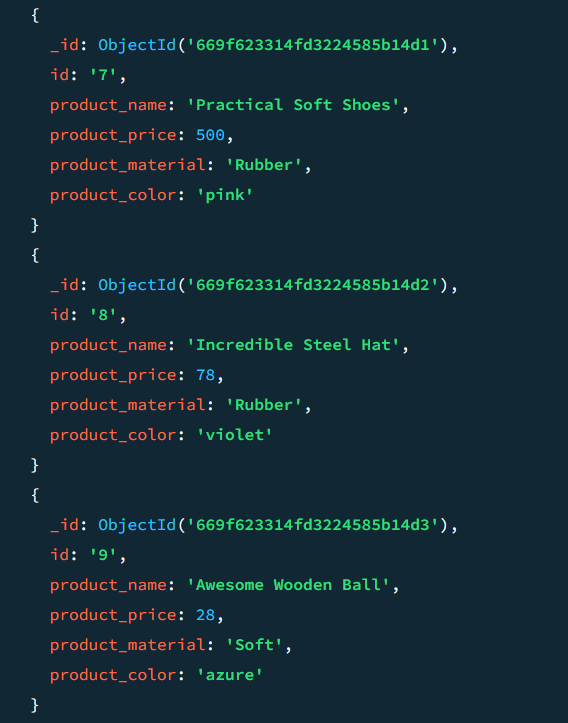 {
_id: ObjectId('669f623314fd3224585b14d1'),
id: '7',
product_name: 'Practical Soft Shoes',
product_price: 500,
product_material: 'Rubber',
product_color: 'pink'
}
{
_id: ObjectId('669f623314fd3224585b14d2'),
id: '8',
product_name: 'Incredible Steel Hat',
product_price: 78,
product_material: 'Rubber',
product_color: 'violet'
}
{
_id: ObjectId('669f623314fd3224585b14d3'),
id: '9',
product_name: 'Awesome Wooden Ball',
product_price: 28,
product_material: 'Soft',
product_color: 'azure'
}